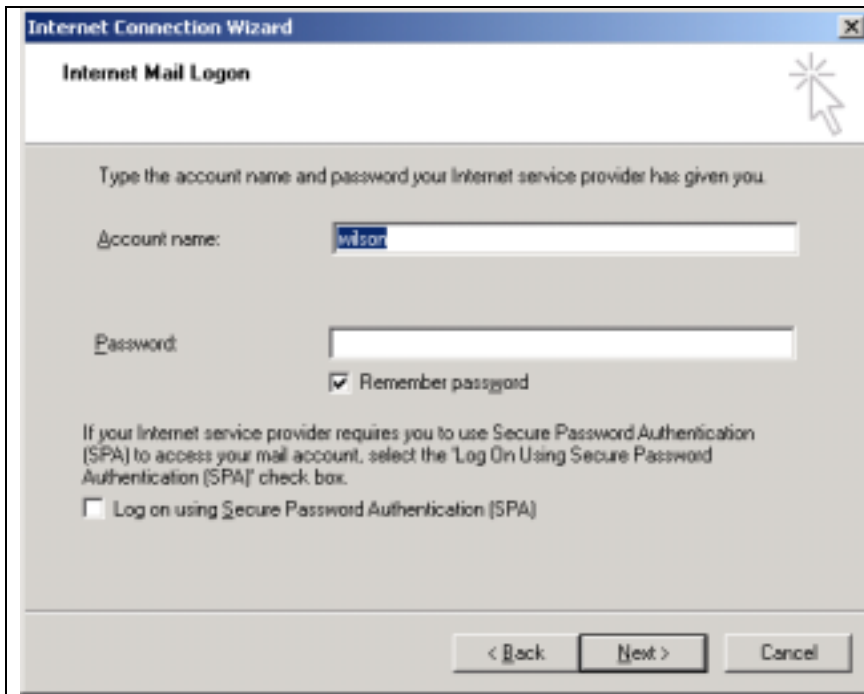 Internet Connection Wizard
Internet Mail Logon
Type the account name and password your Internet service provider has given you.
Account name:
wilson
Password:
Remember password
If your Internet service provider requires you to use Secure Password Authentication
(SPA) to access your mail account, select the 'Log On Using Secure Password
Authentication (SPA)' check box.
Log on using Secure Password Authentication (SPA)
< Back
Next >
Cancel